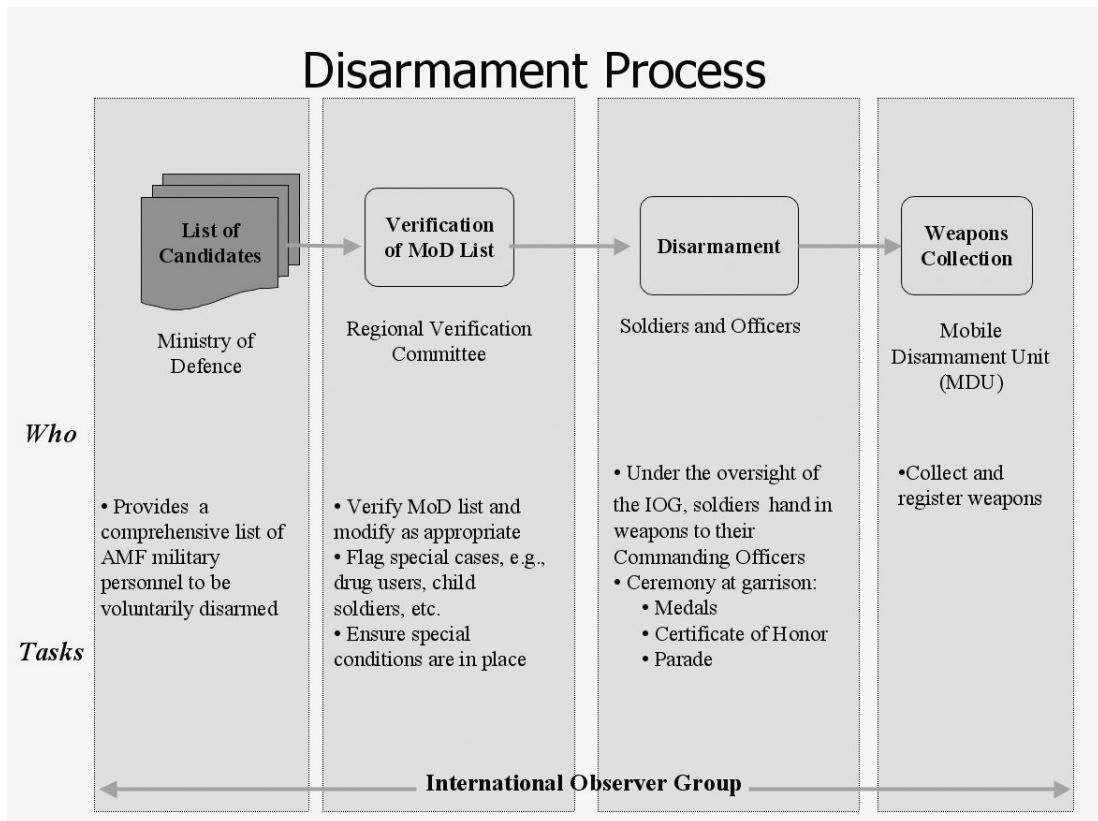 Disarmament Process
List of
Candidates
Verification
of MoD List
Disarmament
Weapons
Collection
Ministry of
Defence
Regional Verification
Committee
Soldiers and Officers
Mobile
Disarmament Unit
(MDU)
Who
• Provides a
comprehensive list of
AMF military
personnel to be
voluntarily disarmed
• Verify MoD list and
modify as appropriate
• Flag special cases, e.g.,
drug users, child
soldiers, etc.
• Ensure special
conditions are in place
• Under the oversight of
the IOG, soldiers hand in
weapons to their
Commanding Officers
• Ceremony at garrison:
• Medals
• Certificate of Honor
• Parade
•Collect and
register weapons
Tasks
International Observer Group